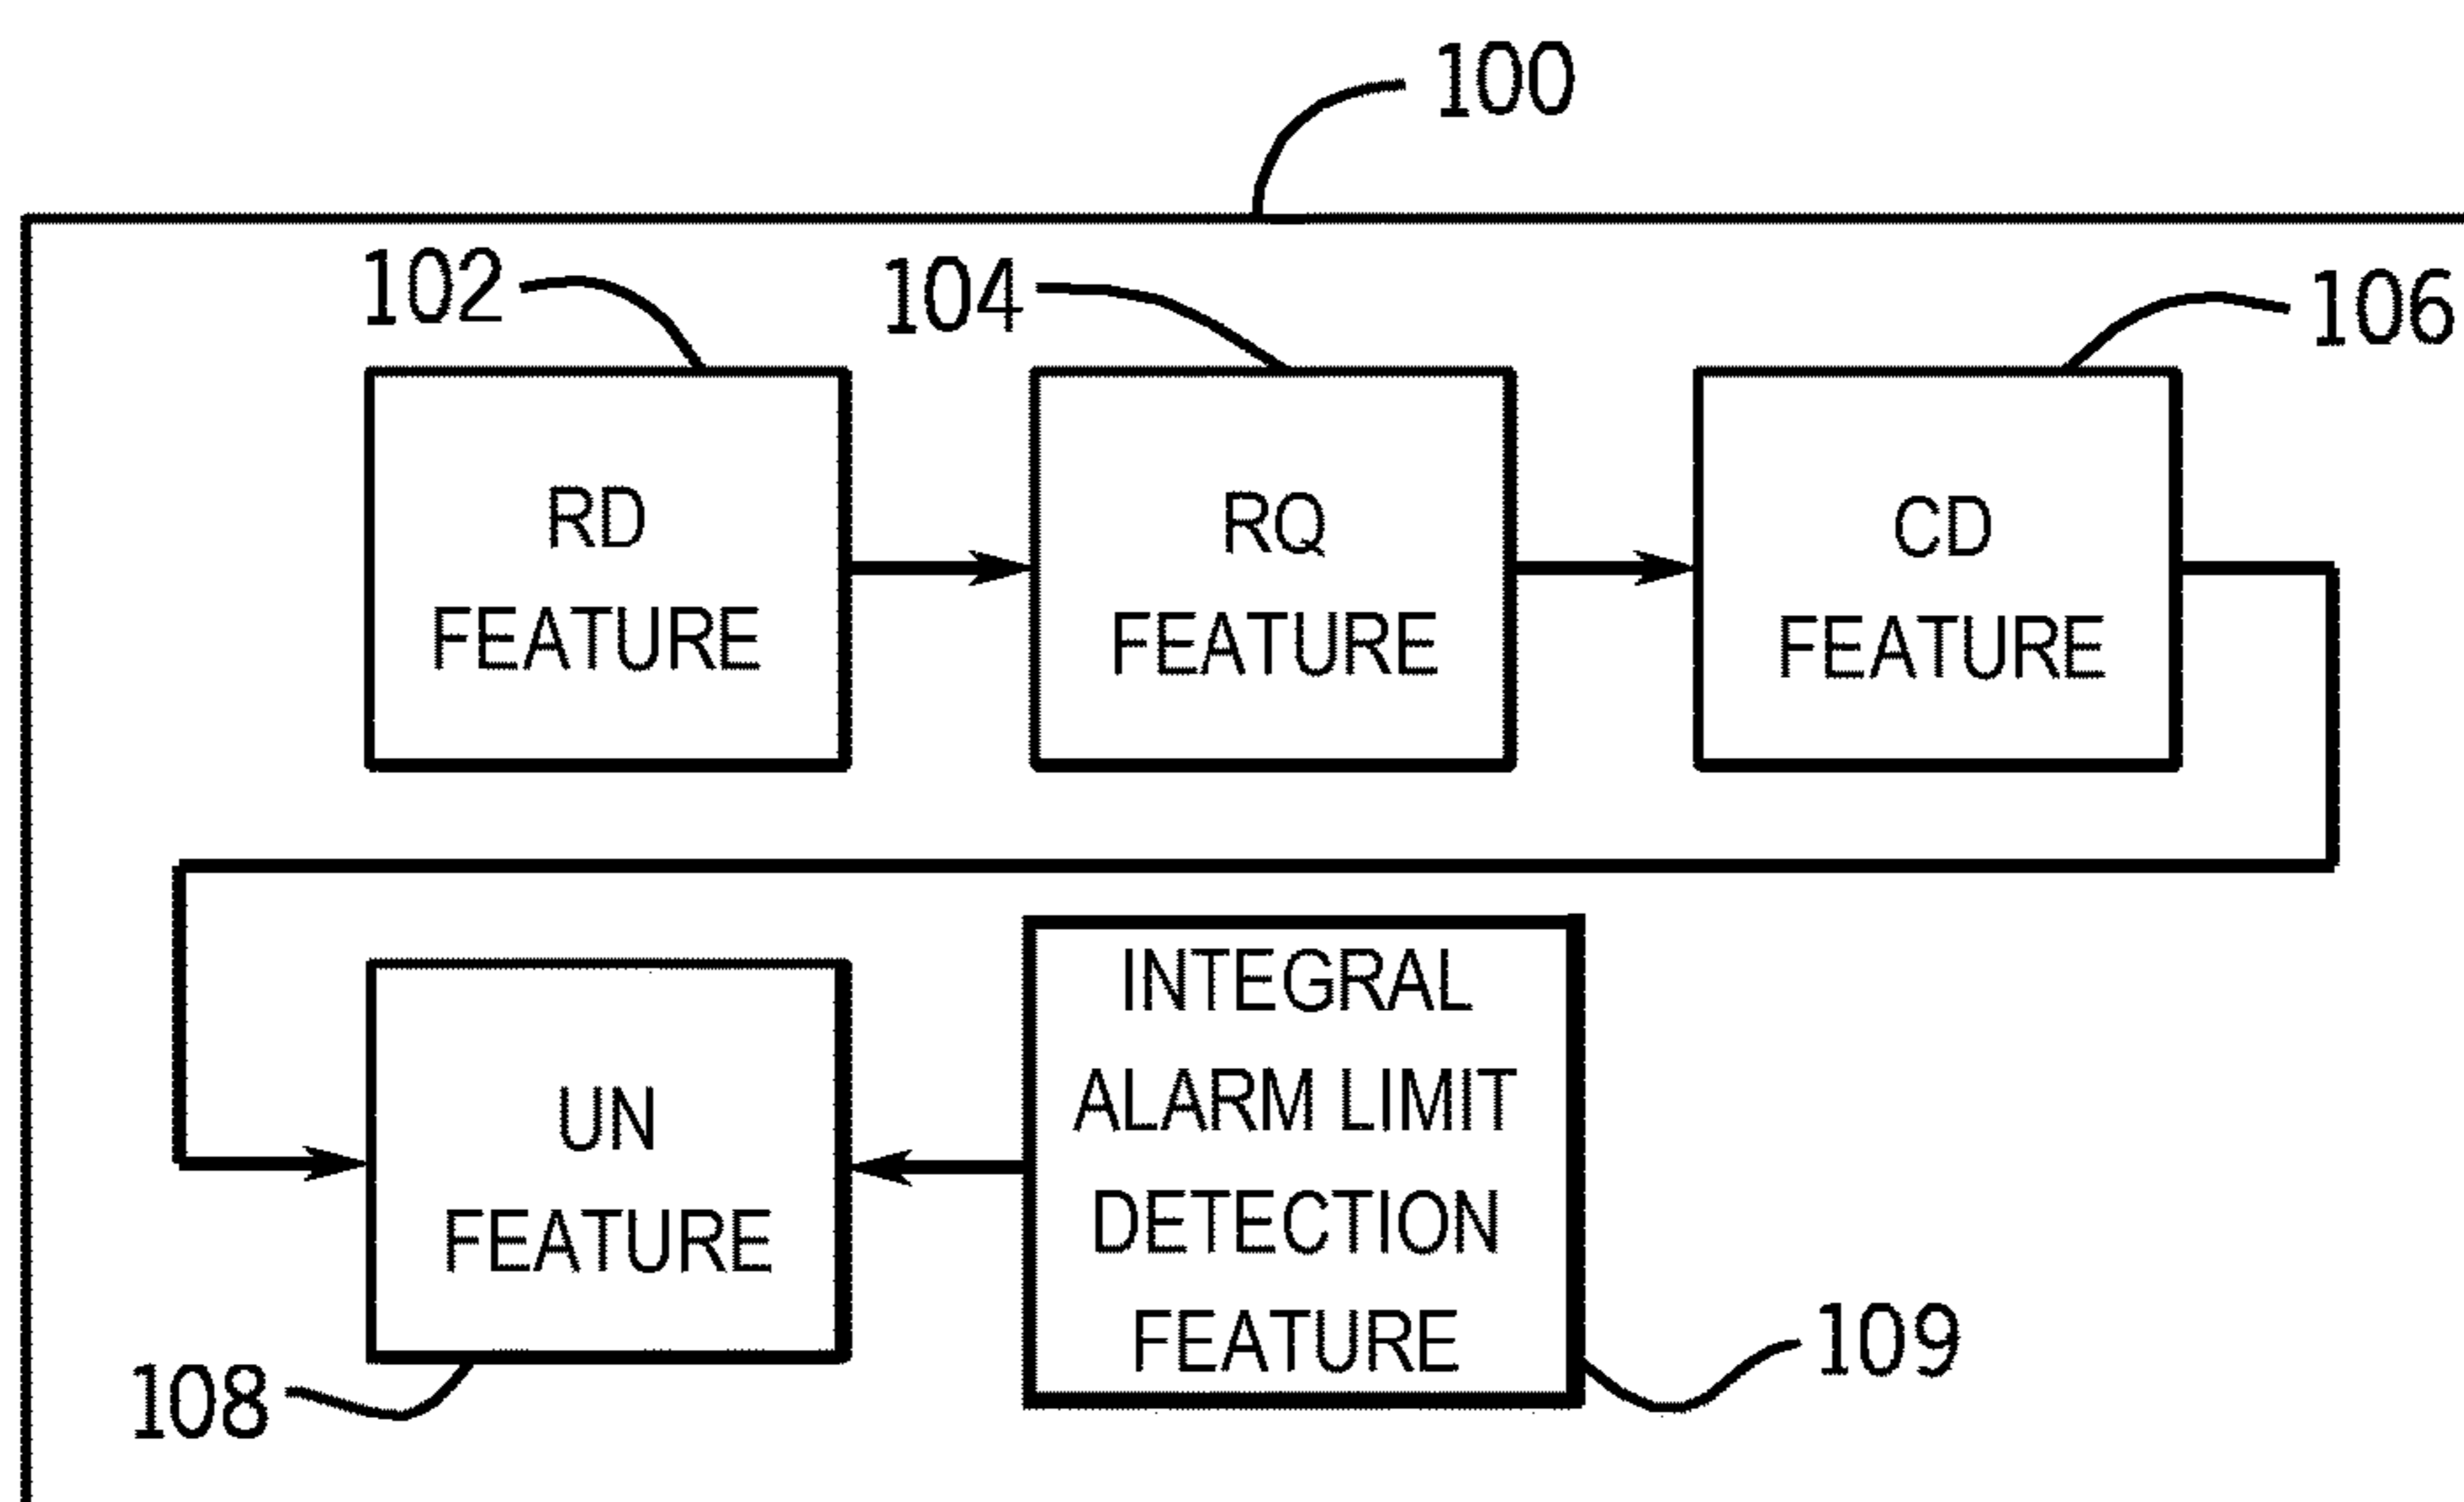 100
102
104
106
RD
FEATURE
RQ
FEATURE
CD
FEATURE
UN
FEATURE
INTEGRAL
ALARM LIMIT
DETECTION
FEATURE
108
109